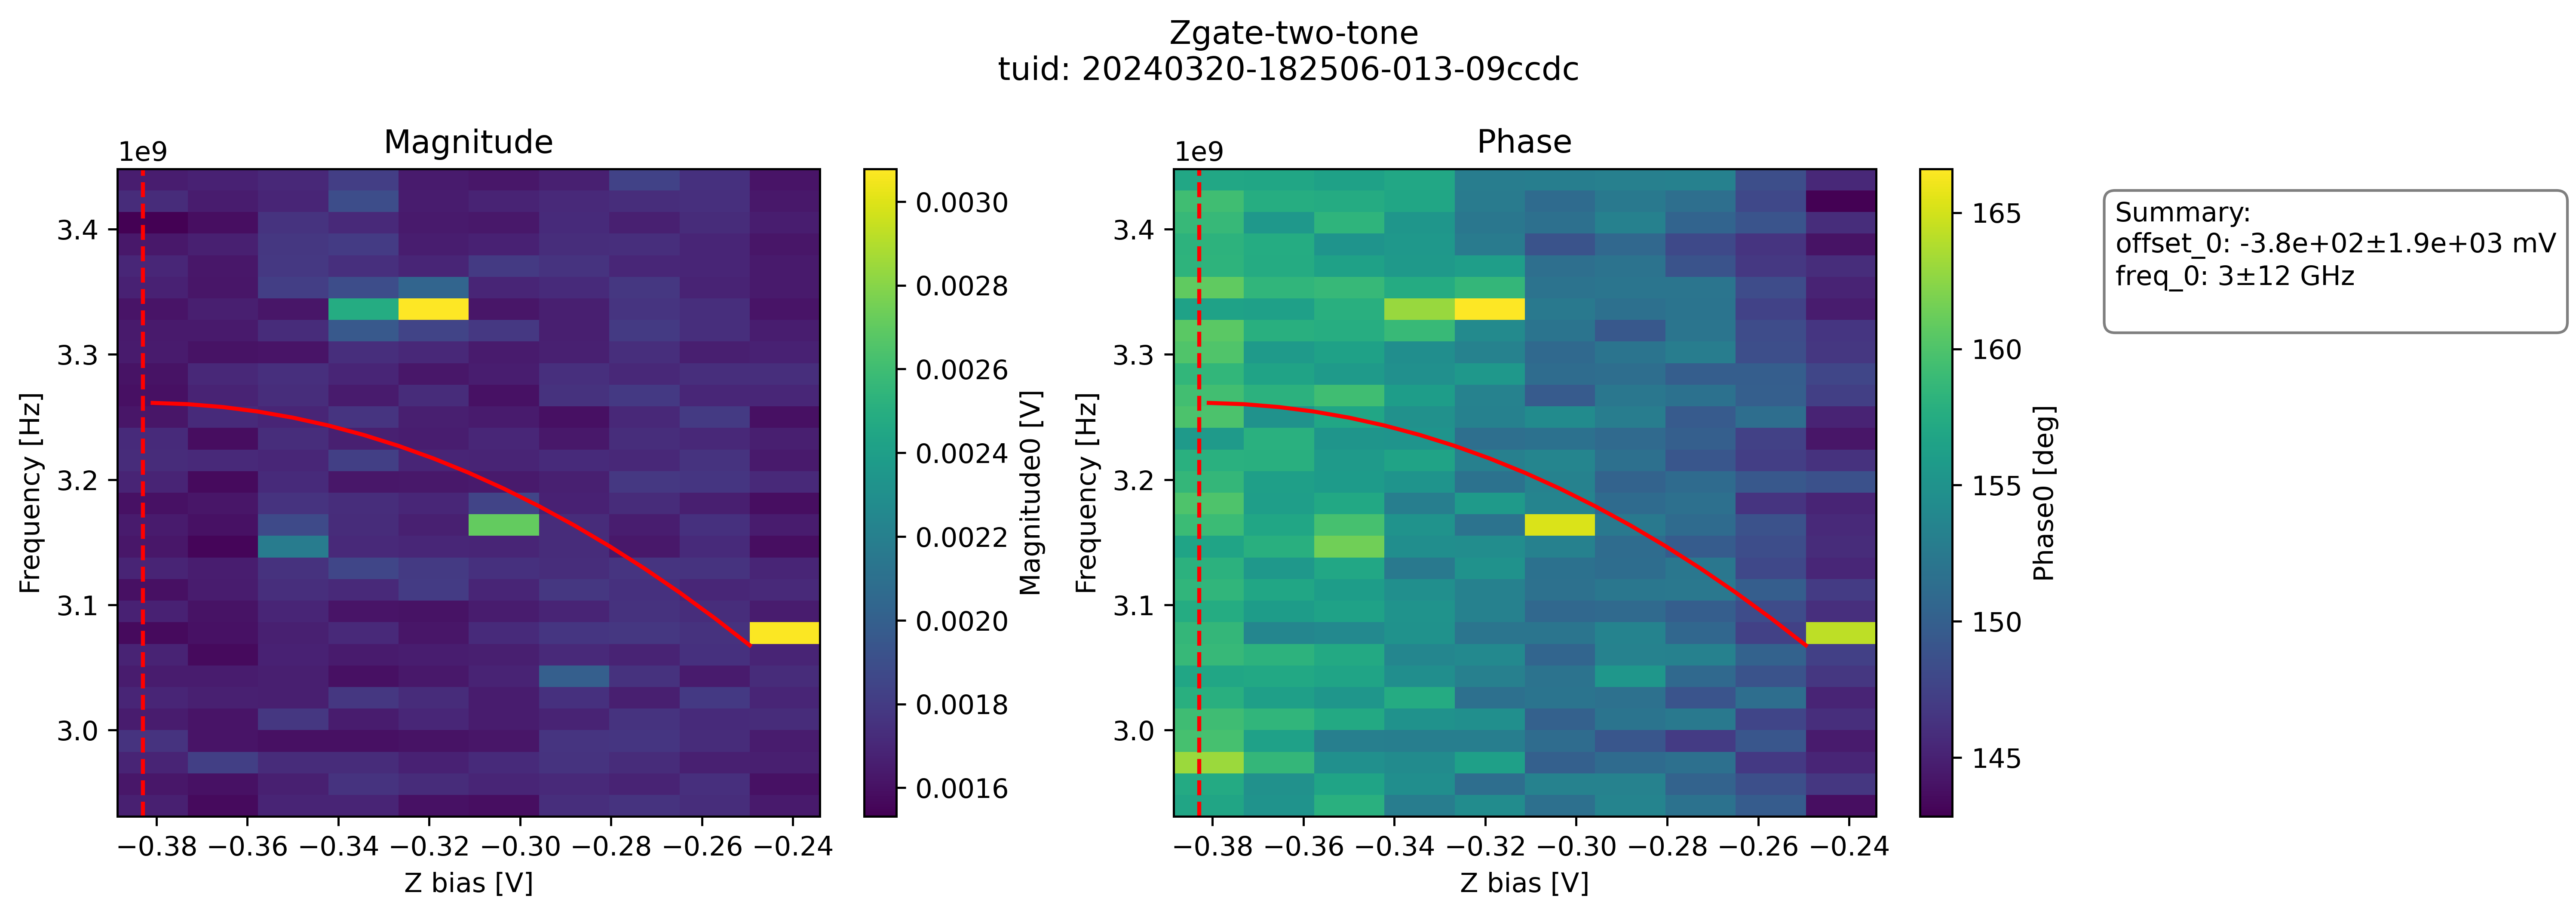 Zgate-two-tone
tuid: 20240320-182506-013-09ccdc
Magnitude
1e9
3.4
3.3
3.2
3.1
3.0
Frequency [Hz]
−0.38 −0.36 −0.34 −0.32 −0.30 −0.28 −0.26 −0.24
Z bias [V]
0.0030
0.0028
0.0026
0.0024
0.0022
0.0020
0.0018
0.0016
Magnitude0 [V]
Phase
1e9
3.4
3.3
3.2
3.1
3.0
Frequency [Hz]
−0.38 −0.36 −0.34 −0.32 −0.30 −0.28 −0.26 −0.24
Z bias [V]
165
160
155
150
145
Phase0 [deg]
Summary:
offset_0: -3.8e+02±1.9e+03 mV
freq_0: 3±12 GHz